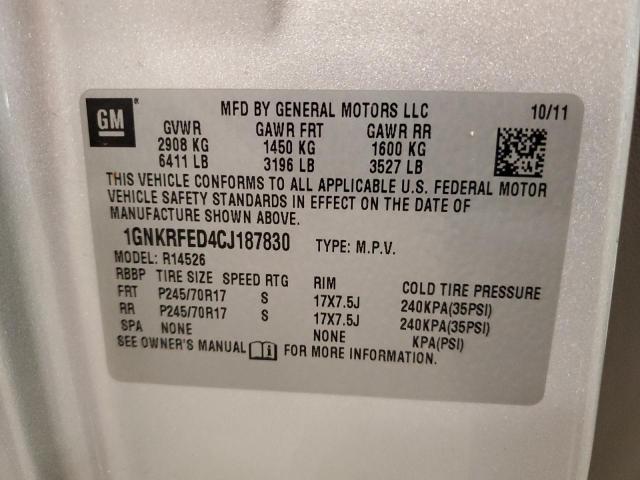 GM
MFD BY GENERAL MOTORS LLC 10/11
GVWR GAWR FRT GAWR RR
2908 KG 1450 KG 1600 KG
6411 LB 3196 LB 3527 LB
THIS VEHICLE CONFORMS TO ALL APPLICABLE U.S. FEDERAL MOTOR
VEHICLE SAFETY STANDARDS IN EFFECT ON THE DATE OF
MANUFACTURE SHOWN ABOVE.
1GNKRFED4CJ187830 TYPE: M.P.V.
MODEL: R14526
RBBP TIRE SIZE SPEED RTG RIM COLD TIRE PRESSURE
FRT P245/70R17 S 17X7.5J 240KPA(35PSI)
RR P245/70R17 S 17X7.5J 240KPA(35PSI)
SPA NONE NONE KPA(PSI)
SEE OWNER'S MANUAL FOR MORE INFORMATION.